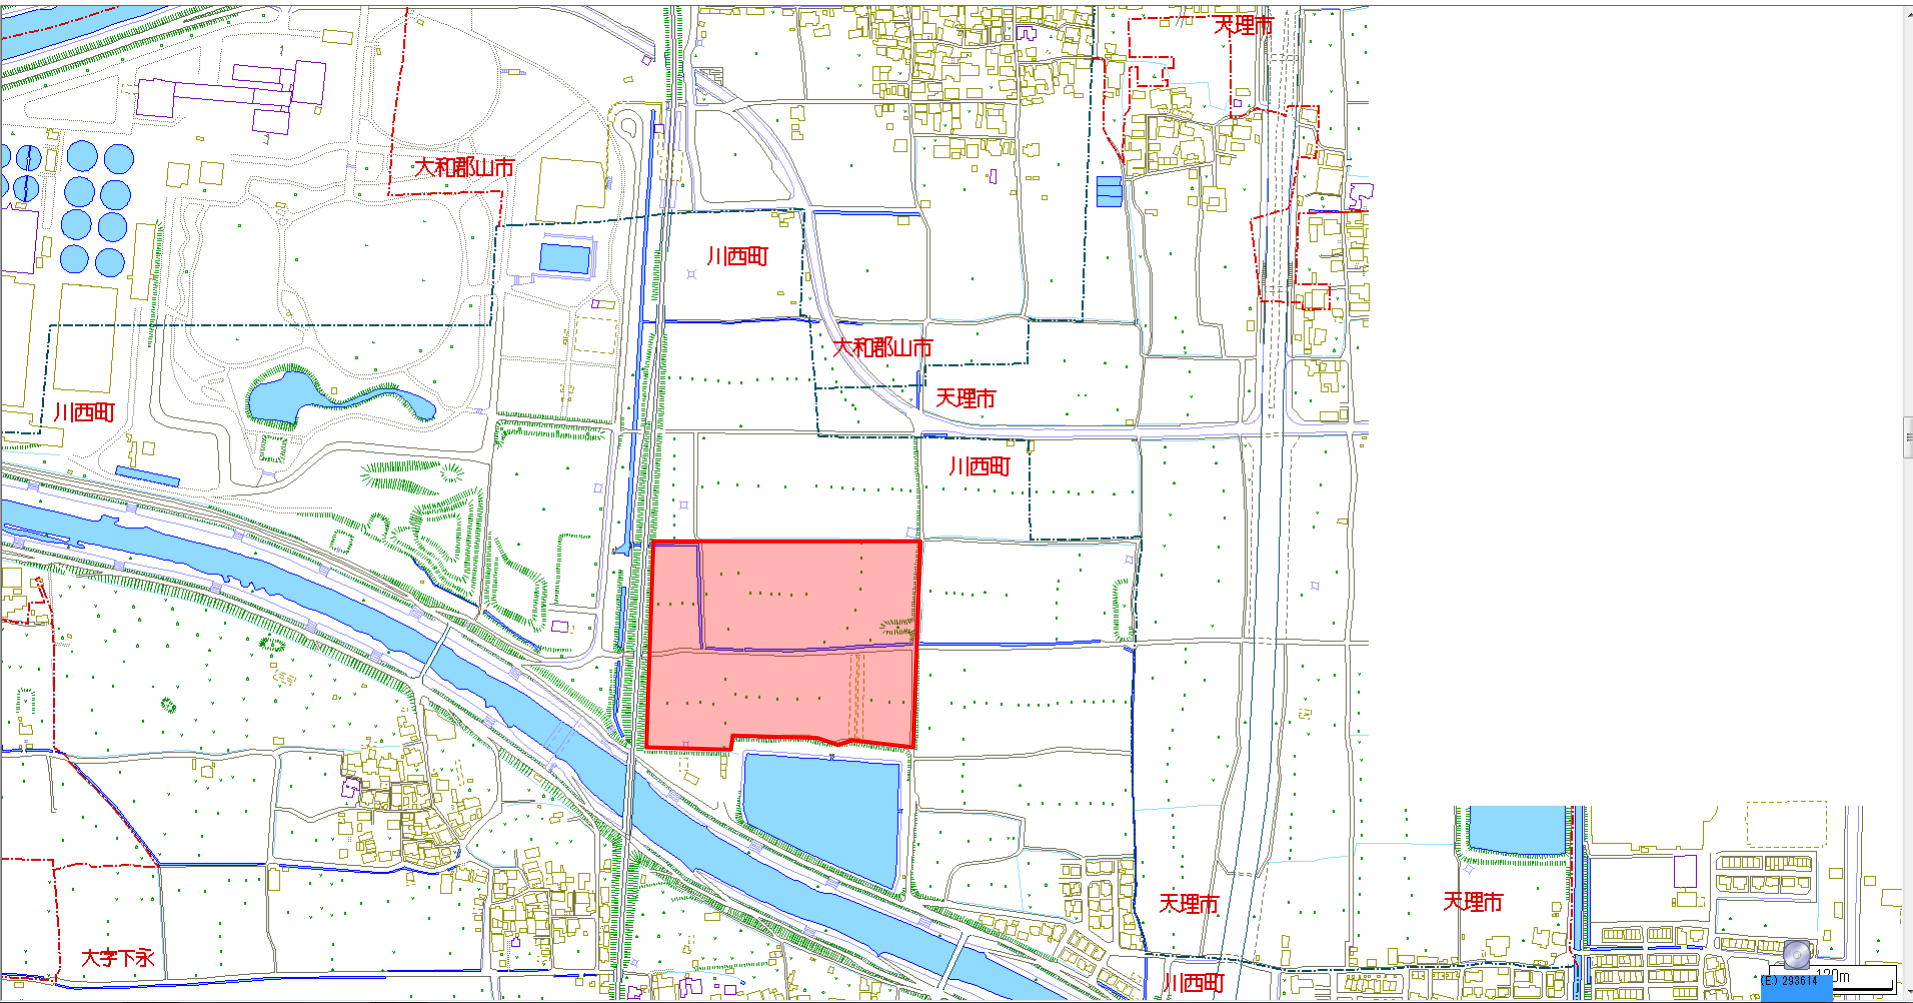 天理市
大和郡山市
川西町
大和郡山市
天理市
川西町
川西町
天理市
天理市
大字下永
川西町
120m
(E:) 293614